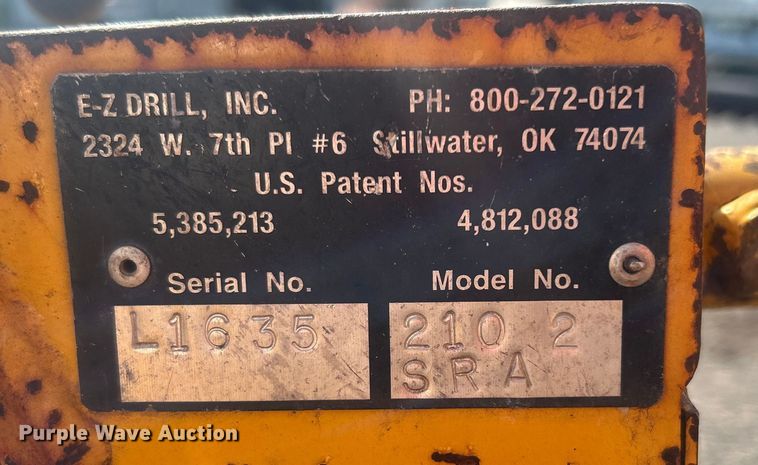 E-Z DRILL, INC. PH: 800-272-0121
2324 W. 7th Pl #6 Stillwater, OK 74074
U.S. Patent Nos.
5,385,213 4,812,088
Serial No. Model No.
L1635 210 2
SRA
Purple Wave Auction